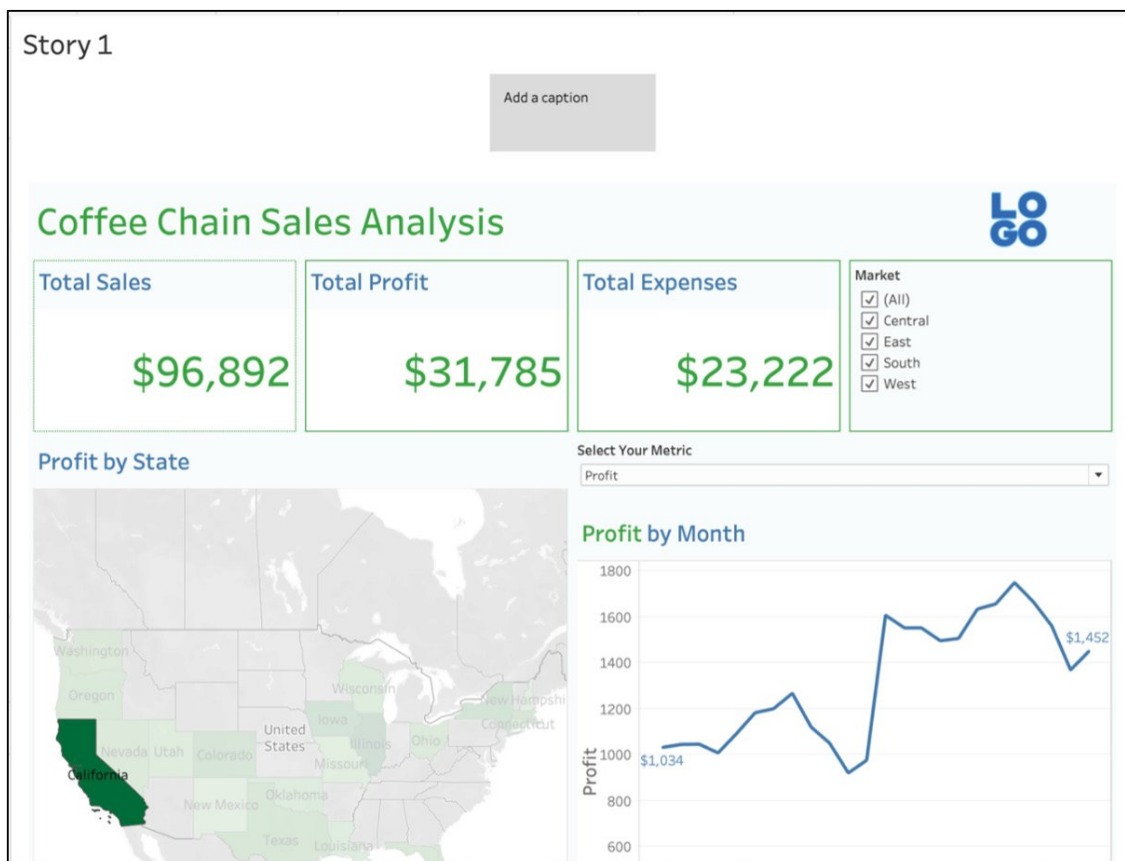 Story 1
Add a caption
Coffee Chain Sales Analysis
LO
GO
Total Sales
Total Profit
Total Expenses
Market
(All)
Central
East
South
West
$96,892
$31,785
$23,222
Profit by State
Select Your Metric
Profit
Profit by Month
Washington
Oregon
Nevada
Utah
Colorado
California
New Mexico
Texas
Oklahoma
Louisiana
Missouri
Iowa
Illinois
Wisconsin
Ohio
New Hampshi
Connecticut
United
States
Profit
1800
1600
1400
1200
1000
800
600
$1,034
$1,452